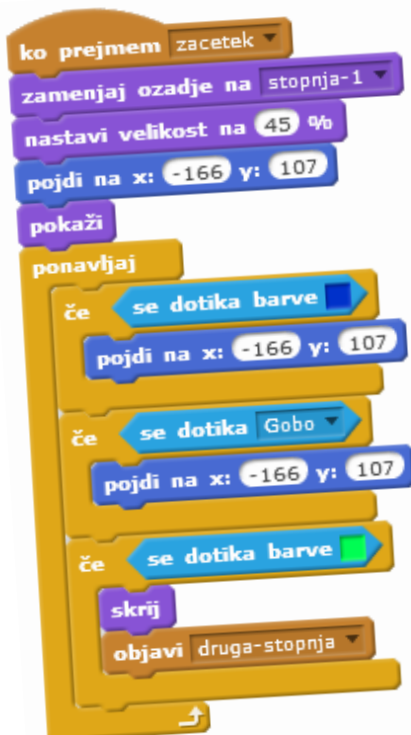 ko prejmem zacetek
zamenjaj ozadje na stopnja-1
nastavi velikost na 45 %
pojdi na x: -166 y: 107
pokaži
ponavljaj
če se dotika barve
pojdi na x: -166 y: 107
če se dotika Gobo
pojdi na x: -166 y: 107
če se dotika barve
skrij
objavi druga-stopnja